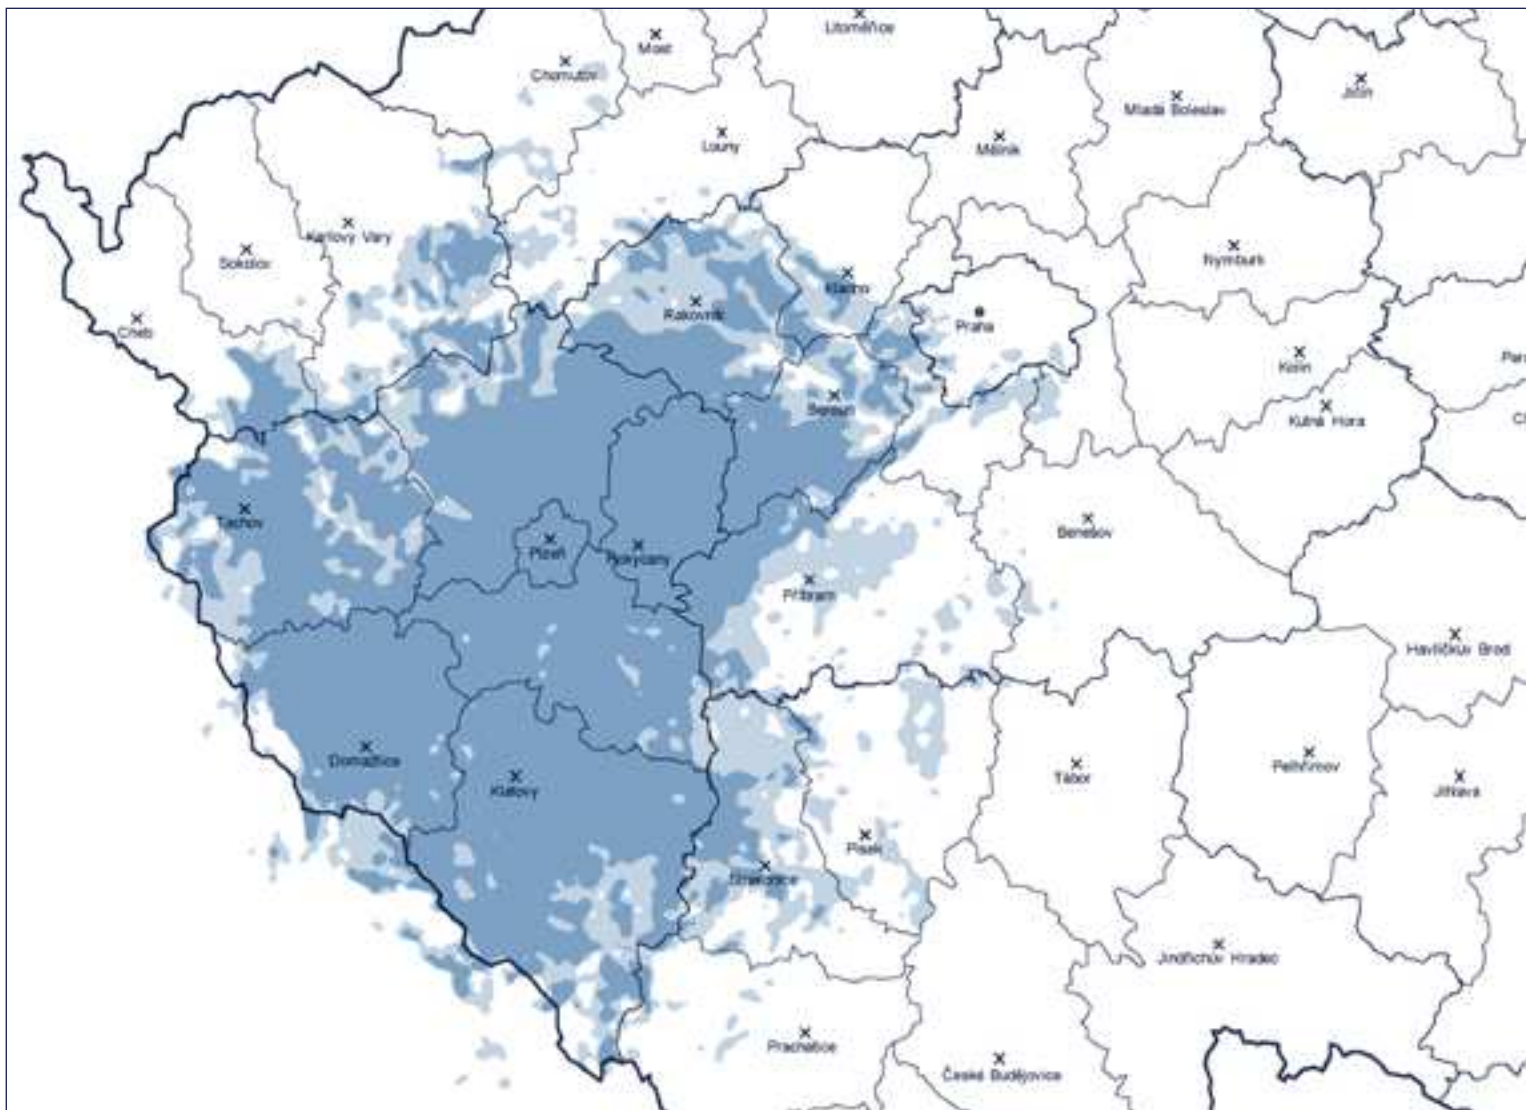 Litoměřice
Most
Chomutov
Jičín
Mladá Boleslav
Louny
Mělník
Karlovy Vary
Sokolov
Nymburk
Kladno
Rakovník
Cheb
Praha
Kolín
Beroun
Kutná Hora
Tachov
Benešov
Plzeň
Rokycany
Příbram
Havlíčkův Brod
Domažlice
Klatovy
Tábor
Pelhřimov
Jihlava
Písek
Strakonice
Jindřichův Hradec
Prachatice
České Budějovice